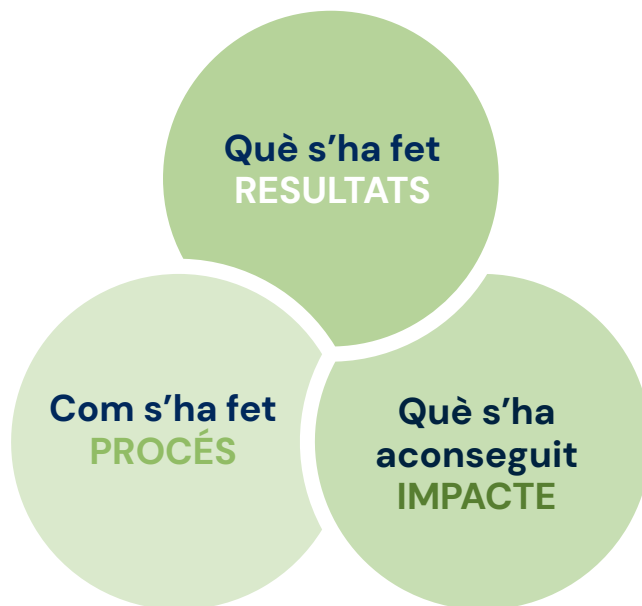 Què s’ha fet
RESULTATS
Com s’ha fet
PROCÉS
Què s’ha
aconseguit
IMPACTE